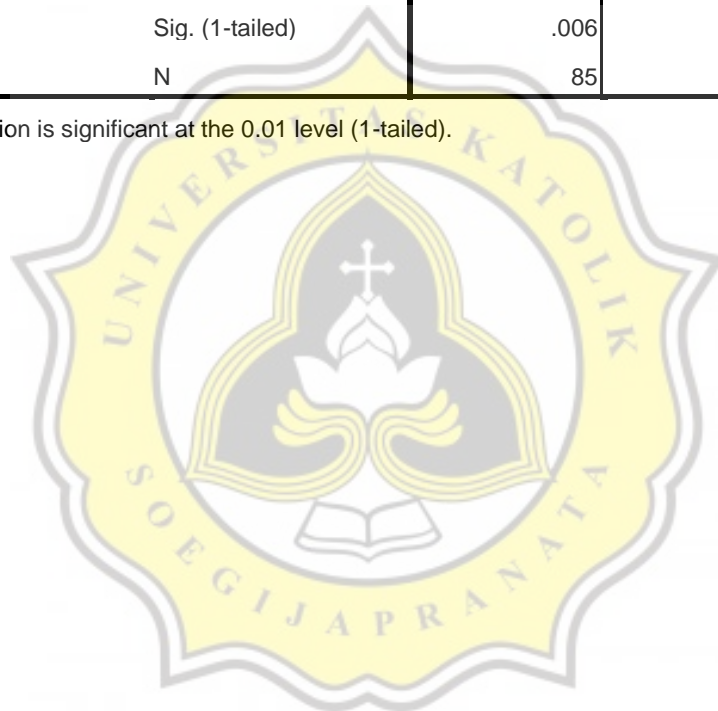 Sig. (1-tailed) .006
N 85
ion is significant at the 0.01 level (1-tailed).
UNIVERSITAS KATOLIK
SOEGIJAPRANATA